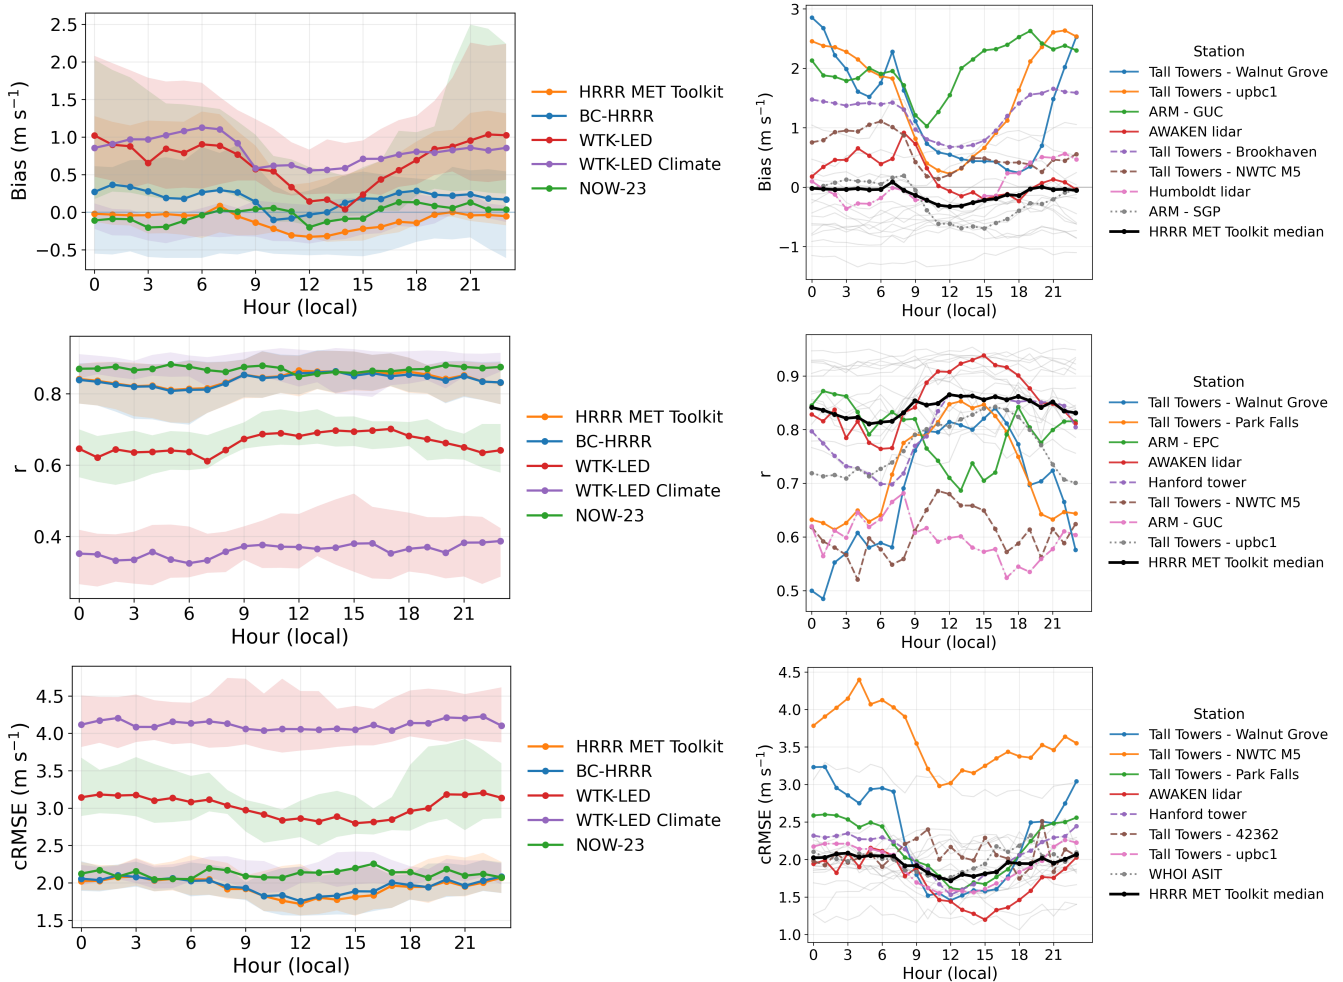 2.5
2.0
1.5
1.0
0.5
0.0
−0.5
Bias (m s⁻¹)
0 3 6 9 12 15 18 21
Hour (local)
HRRR MET Toolkit
BC-HRRR
WTK-LED
WTK-LED Climate
NOW-23
3
2
1
0
−1
Bias (m s⁻¹)
0 3 6 9 12 15 18 21
Hour (local)
Station
Tall Towers - Walnut Grove
Tall Towers - upbc1
ARM - GUC
AWAKEN lidar
Tall Towers - Brookhaven
Tall Towers - NWTC M5
Humboldt lidar
ARM - SGP
HRRR MET Toolkit median
0.8
0.6
0.4
r
0 3 6 9 12 15 18 21
Hour (local)
HRRR MET Toolkit
BC-HRRR
WTK-LED
WTK-LED Climate
NOW-23
0.9
0.8
0.7
0.6
0.5
r
0 3 6 9 12 15 18 21
Hour (local)
Station
Tall Towers - Walnut Grove
Tall Towers - Park Falls
ARM - EPC
AWAKEN lidar
Hanford tower
Tall Towers - NWTC M5
ARM - GUC
Tall Towers - upbc1
HRRR MET Toolkit median
4.5
4.0
3.5
3.0
2.5
2.0
1.5
cRMSE (m s⁻¹)
0 3 6 9 12 15 18 21
Hour (local)
HRRR MET Toolkit
BC-HRRR
WTK-LED
WTK-LED Climate
NOW-23
4.5
4.0
3.5
3.0
2.5
2.0
1.5
1.0
cRMSE (m s⁻¹)
0 3 6 9 12 15 18 21
Hour (local)
Station
Tall Towers - Walnut Grove
Tall Towers - NWTC M5
Tall Towers - Park Falls
AWAKEN lidar
Hanford tower
Tall Towers - 42362
Tall Towers - upbc1
WHOI ASIT
HRRR MET Toolkit median